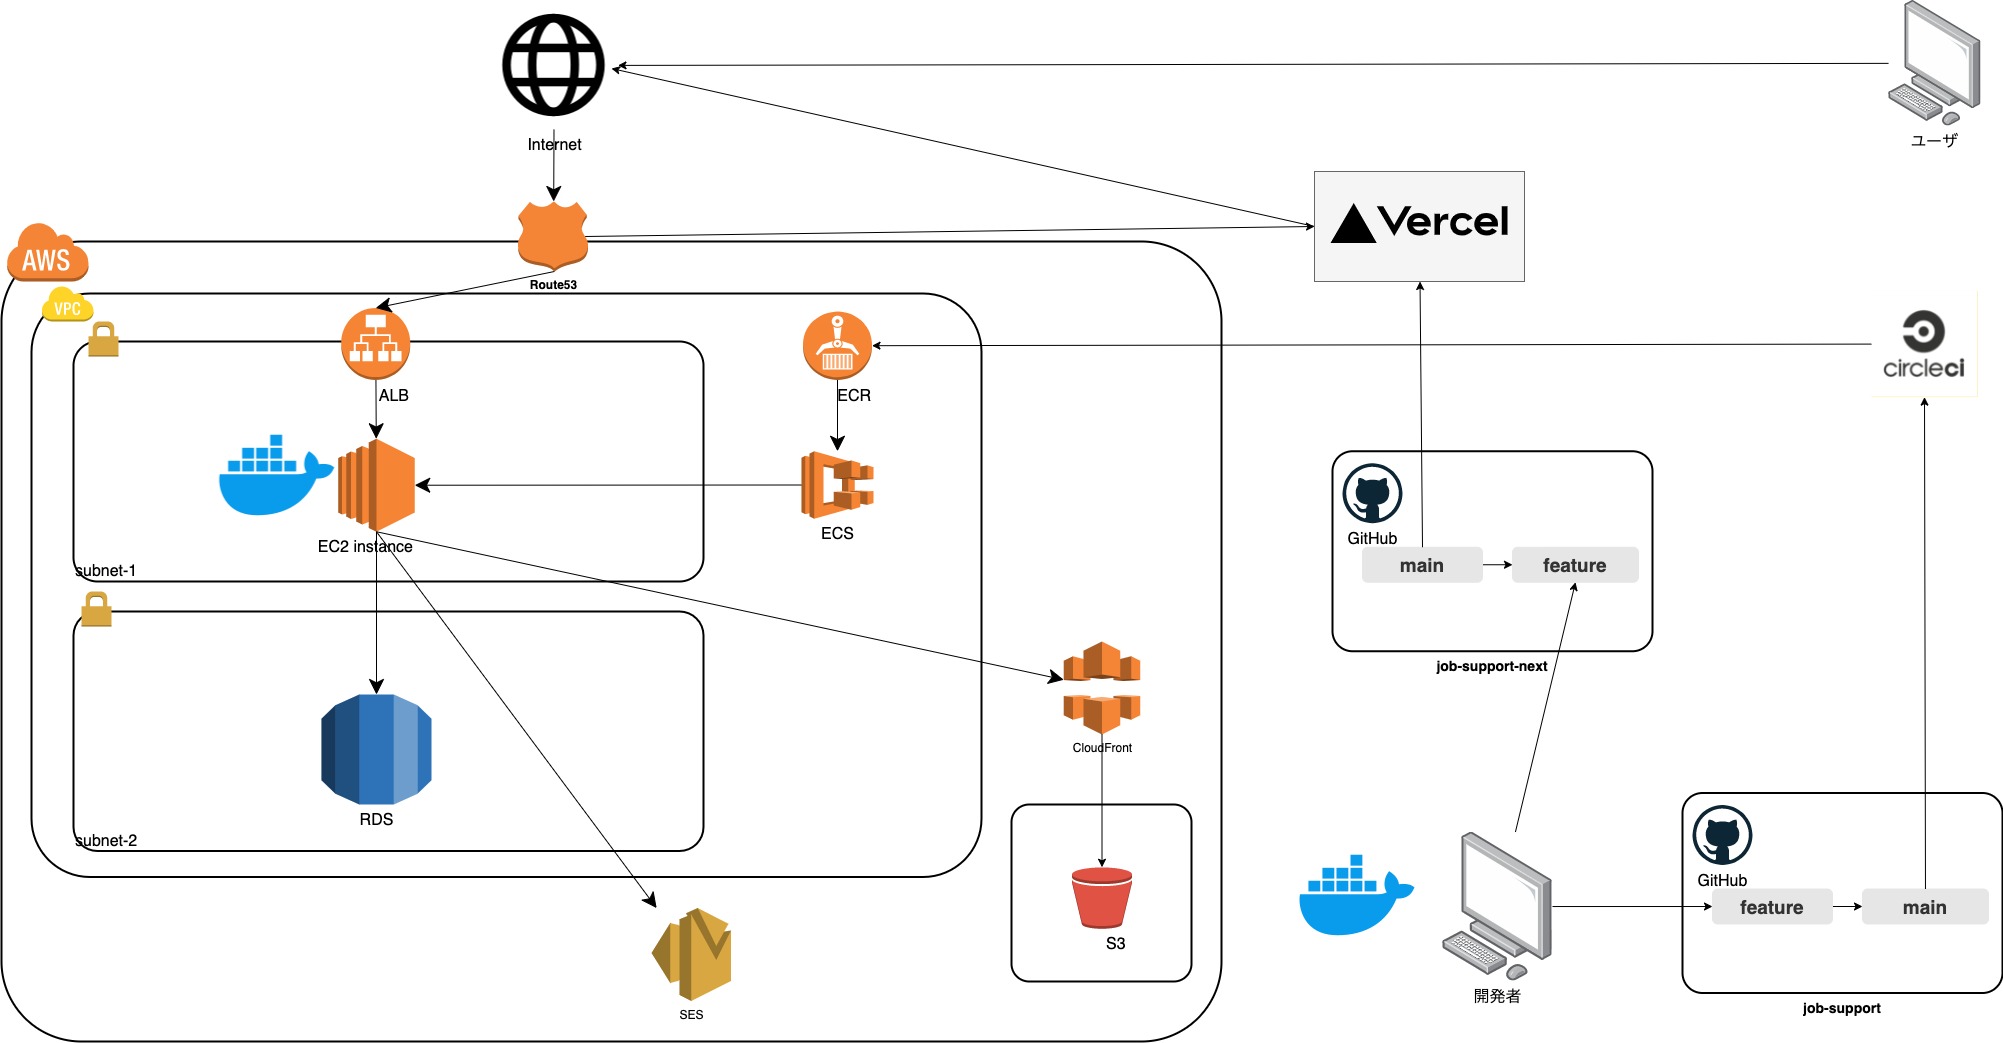 Internet
ユーザ
Vercel
AWS
Route53
VPC
ALB
ECR
circleci
EC2 instance
ECS
subnet-1
GitHub
main
feature
job-support-next
CloudFront
RDS
subnet-2
S3
SES
開発者
GitHub
feature
main
job-support